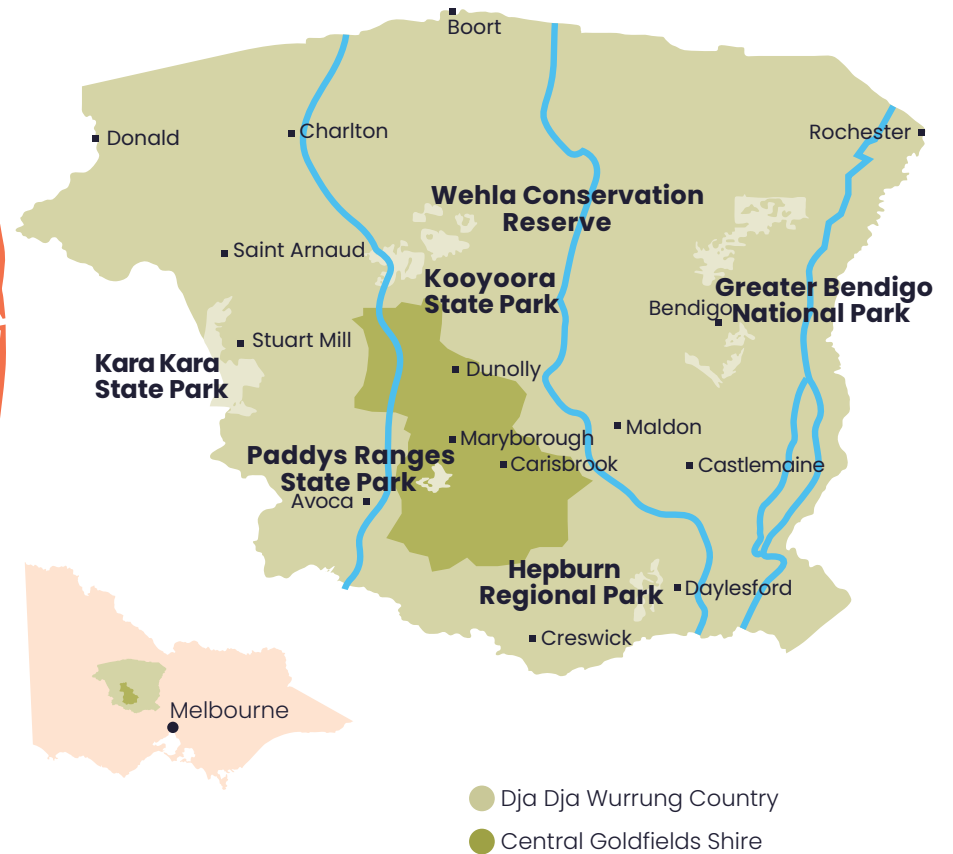 Boort
Donald
Charlton
Rochester
Wehla Conservation
Reserve
Saint Arnaud
Kooyoora
State Park
Greater Bendigo
National Park
Bendigo
Stuart Mill
Kara Kara
State Park
Dunolly
Maldon
Maryborough
Paddys Ranges
State Park
Carisbrook
Castlemaine
Avoca
Hepburn
Regional Park
Daylesford
Creswick
Melbourne
Dja Dja Wurrung Country
Central Goldfields Shire